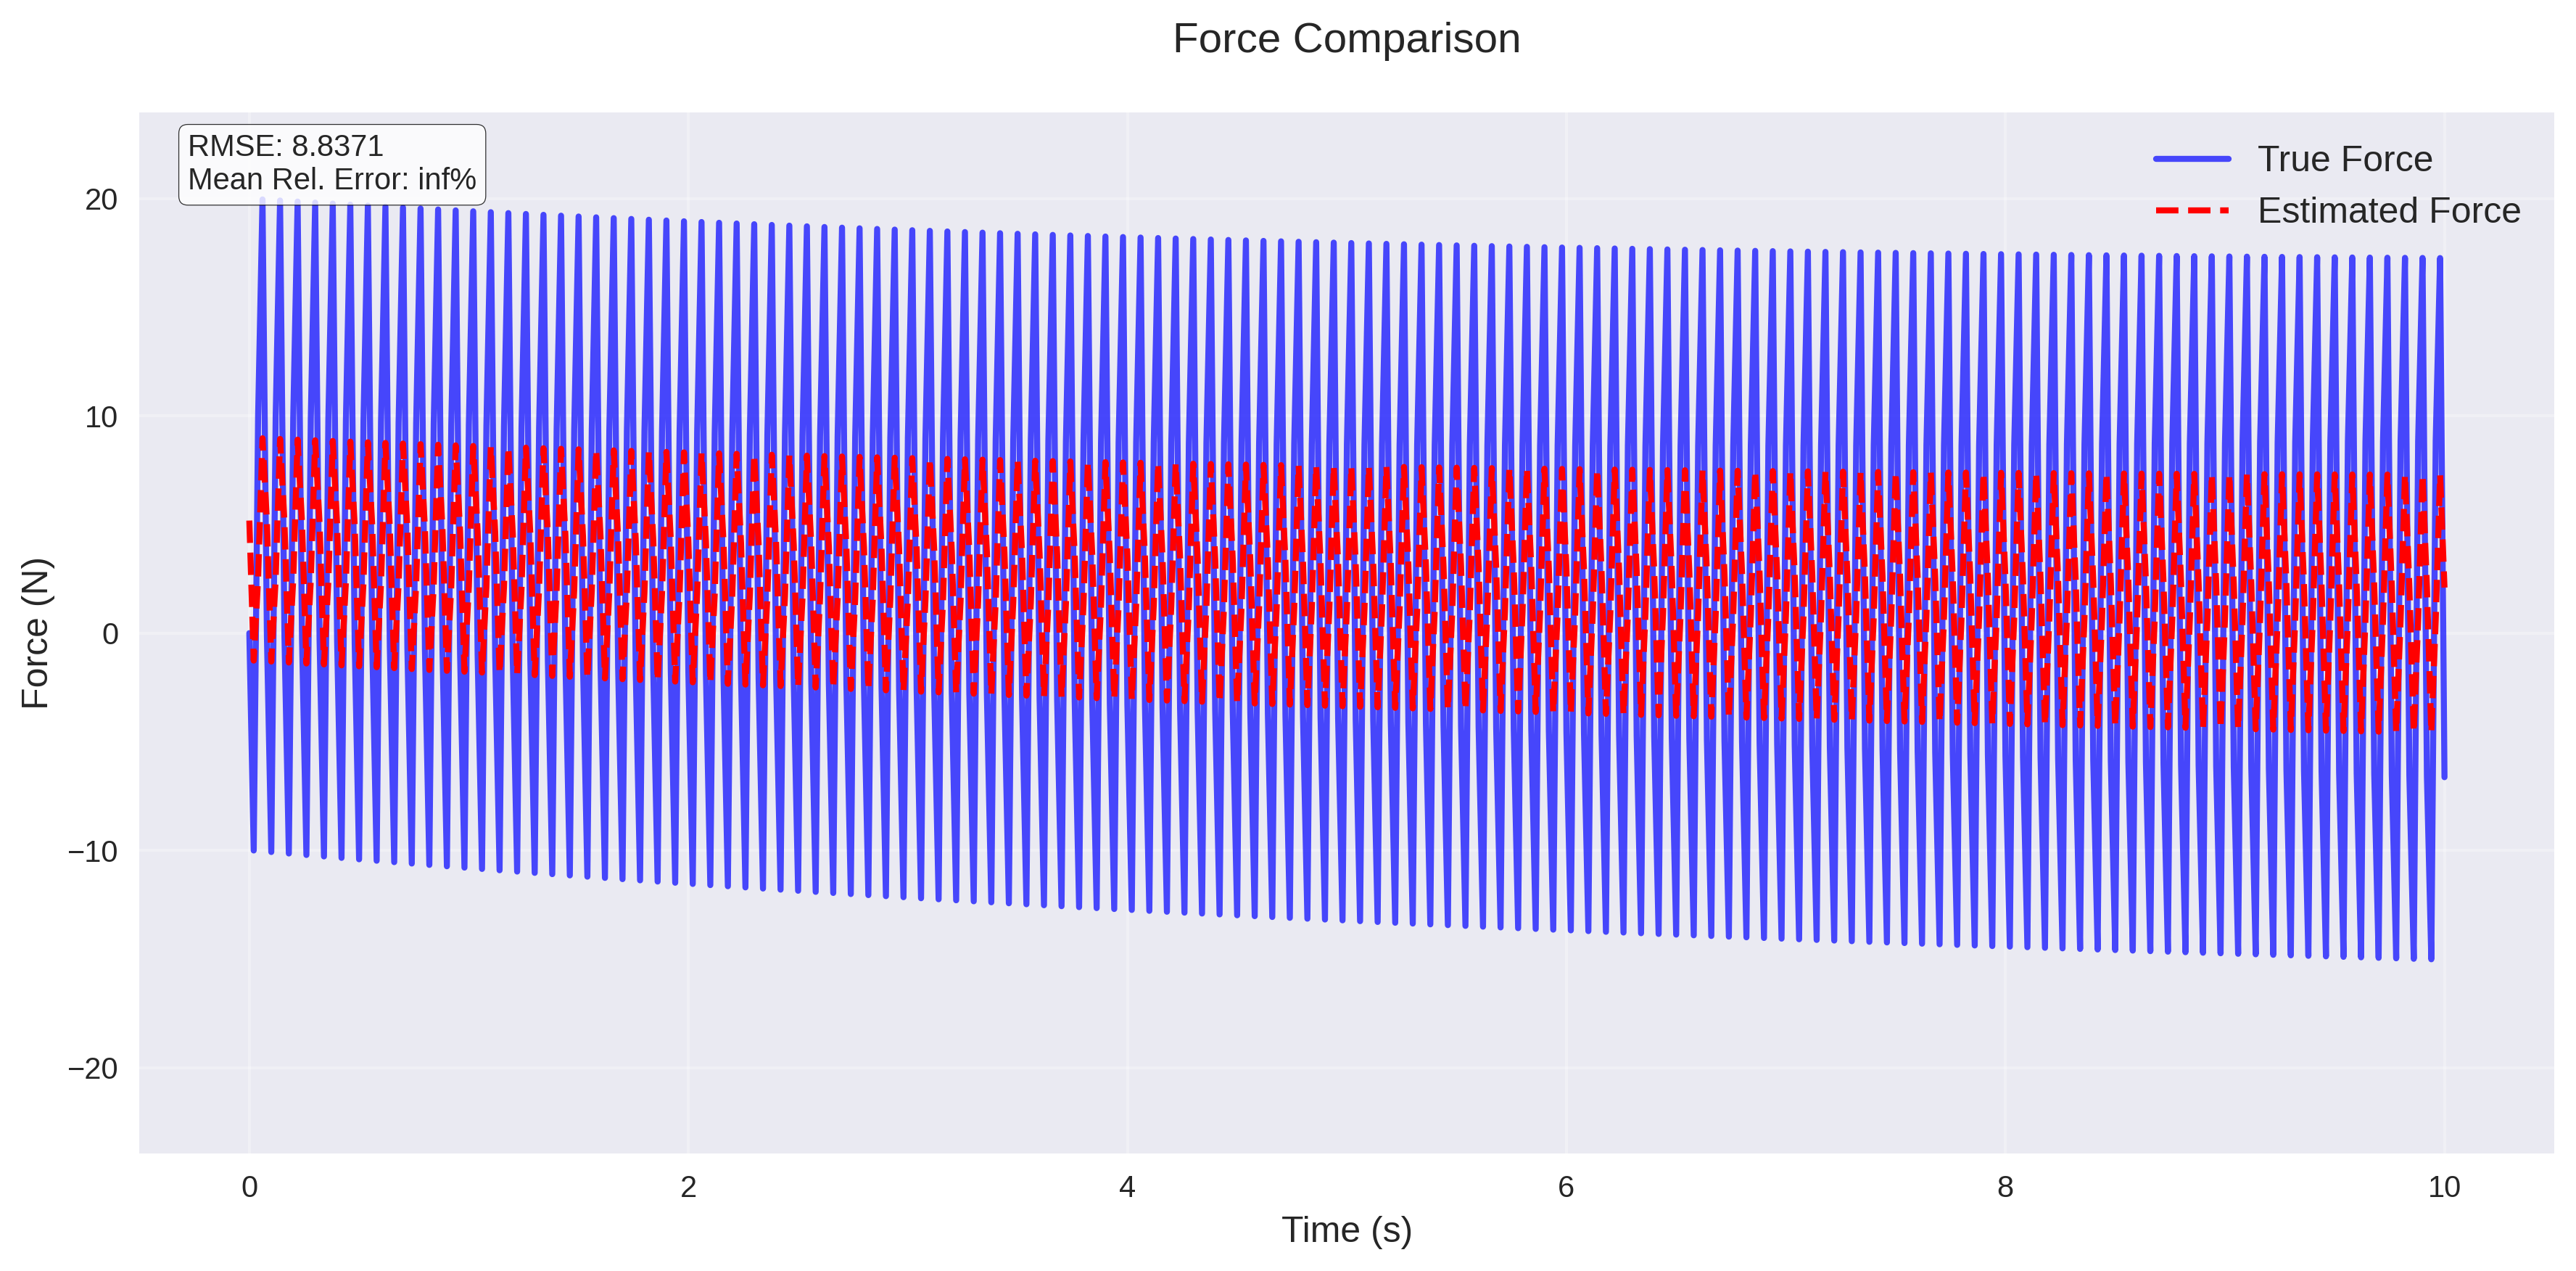 Force Comparison
RMSE: 8.8371
Mean Rel. Error: inf%
True Force
Estimated Force
20
10
0
−10
−20
Force (N)
0
2
4
6
8
10
Time (s)